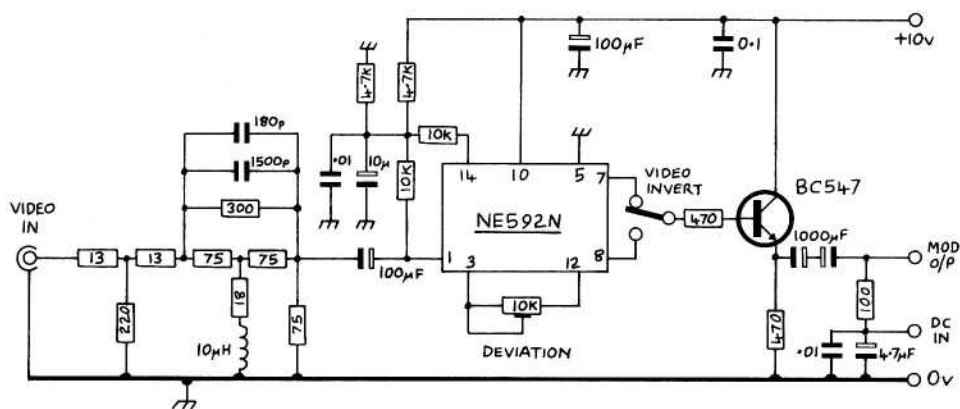 +10v
100µF
0.1
4.7K
4.7K
180p
1500p
300
.01
10µ
10K
10K
14
10
5
7
VIDEO
INVERT
BC547
NE592N
470
VIDEO
IN
13
13
75
75
100µF
1
3
12
8
1000µF
MOD
O/P
220
18
75
10K
470
100
DC
IN
10µH
DEVIATION
.01
4.7µF
0v